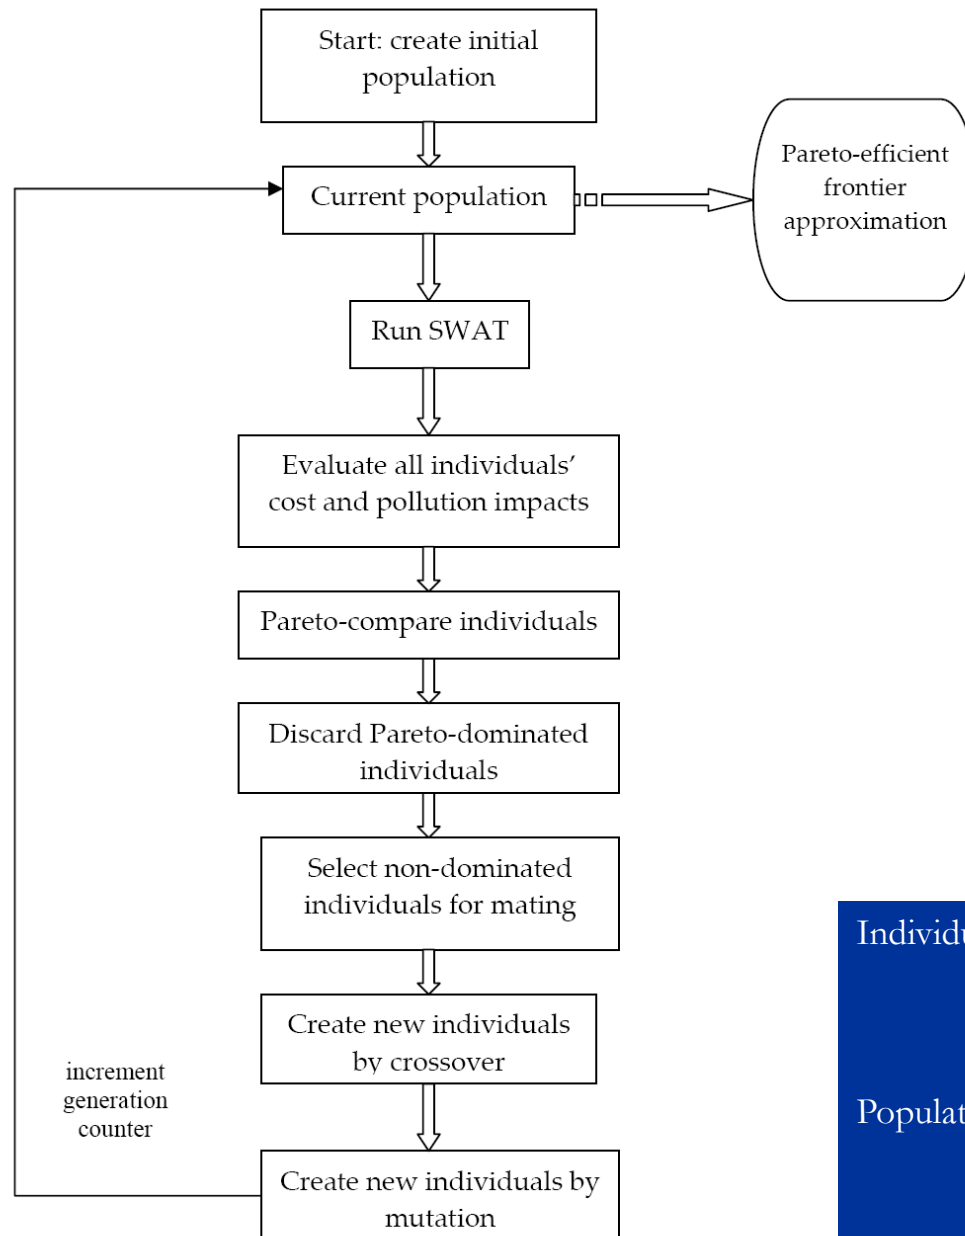 Start: create initial
population
Current population
Pareto-efficient
frontier
approximation
Run SWAT
Evaluate all individuals’
cost and pollution impacts
Pareto-compare individuals
Discard Pareto-dominated
individuals
Select non-dominated
individuals for mating
Create new individuals
by crossover
increment
generation
counter
Create new individuals by
mutation